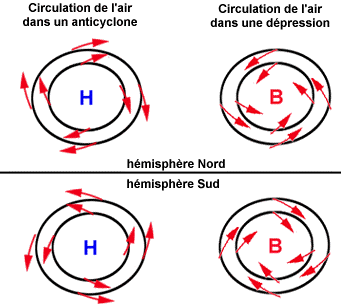 Circulation de l'air
dans un anticyclone
Circulation de l'air
dans une dépression
H
B
hémisphère Nord
hémisphère Sud
H
B